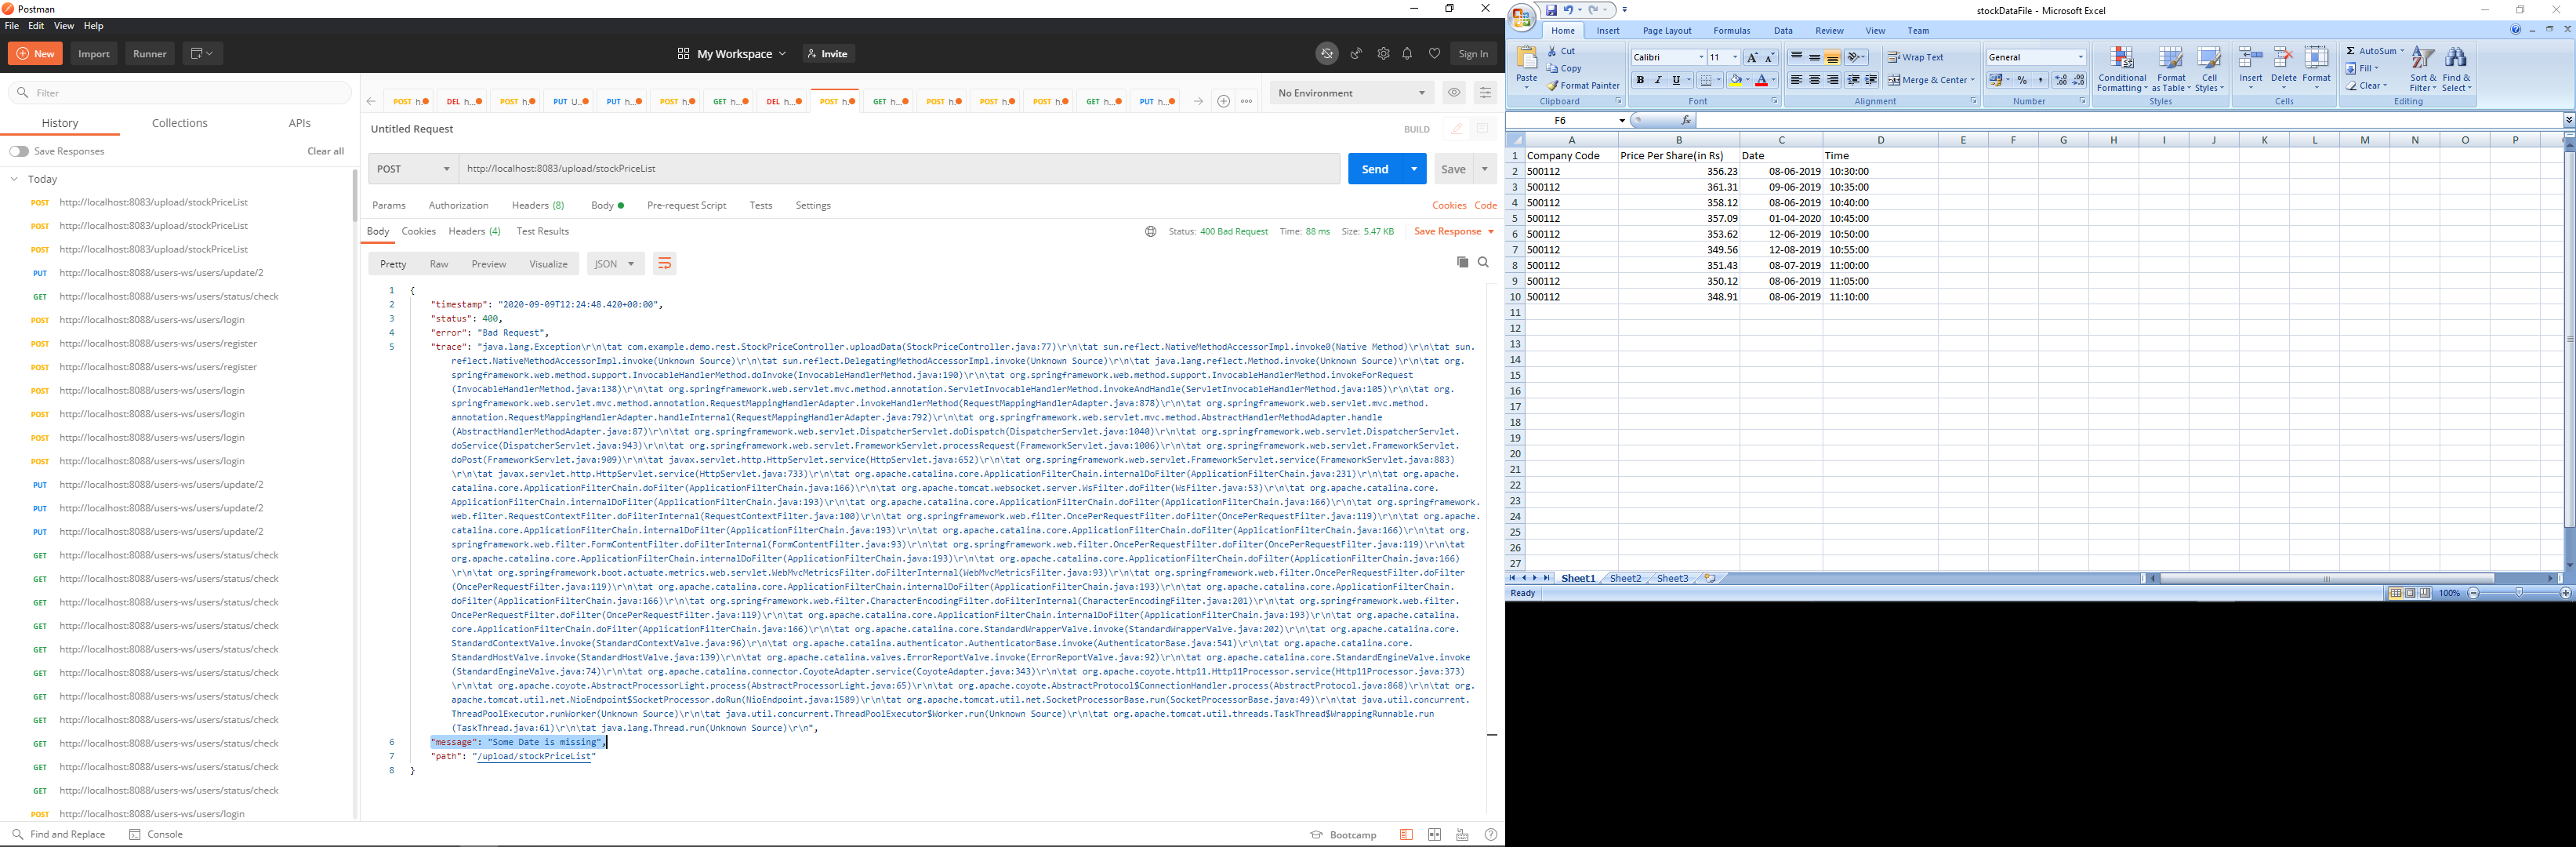 Postman
File Edit View Help
New Import Runner
My Workspace Invite
Sign In
Filter
History Collections APIs
Save Responses Clear all
Today
POST http://localhost:8083/upload/stockPriceList
POST http://localhost:8083/upload/stockPriceList
POST http://localhost:8083/upload/stockPriceList
PUT http://localhost:8088/users-ws/users/update/2
GET http://localhost:8088/users-ws/users/status/check
POST http://localhost:8088/users-ws/users/login
POST http://localhost:8088/users-ws/users/register
POST http://localhost:8088/users-ws/users/register
POST http://localhost:8088/users-ws/users/login
POST http://localhost:8088/users-ws/users/login
POST http://localhost:8088/users-ws/users/login
POST http://localhost:8088/users-ws/users/login
PUT http://localhost:8088/users-ws/users/update/2
PUT http://localhost:8088/users-ws/users/update/2
PUT http://localhost:8088/users-ws/users/update/2
GET http://localhost:8088/users-ws/users/status/check
GET http://localhost:8088/users-ws/users/status/check
GET http://localhost:8088/users-ws/users/status/check
GET http://localhost:8088/users-ws/users/status/check
GET http://localhost:8088/users-ws/users/status/check
GET http://localhost:8088/users-ws/users/status/check
GET http://localhost:8088/users-ws/users/status/check
GET http://localhost:8088/users-ws/users/status/check
GET http://localhost:8088/users-ws/users/status/check
GET http://localhost:8088/users-ws/users/status/check
GET http://localhost:8088/users-ws/users/status/check
POST http://localhost:8088/users-ws/users/login
Find and Replace Console
POST h... DEL h... POST h... PUT U... PUT h... POST h... GET h... DEL h... POST h... GET h... POST h... POST h... POST h... GET h... PUT h...
No Environment
Untitled Request
BUILD
POST http://localhost:8083/upload/stockPriceList
Send Save
Params Authorization Headers (8) Body Pre-request Script Tests Settings
Cookies Code
Body Cookies Headers (4) Test Results
Status: 400 Bad Request Time: 88 ms Size: 5.47 KB Save Response
Pretty Raw Preview Visualize JSON
1 {
2 "timestamp": "2020-09-09T12:24:48.420+00:00",
3 "status": 400,
4 "error": "Bad Request",
5 "trace": "java.lang.Exception\r\n\tat com.example.demo.rest.StockPriceController.uploadData(StockPriceController.java:77)\r\n\tat sun.reflect.NativeMethodAccessorImpl.invoke0(Native Method)\r\n\tat sun.
reflect.NativeMethodAccessorImpl.invoke(Unknown Source)\r\n\tat sun.reflect.DelegatingMethodAccessorImpl.invoke(Unknown Source)\r\n\tat java.lang.reflect.Method.invoke(Unknown Source)\r\n\tat org.
springframework.web.method.support.InvocableHandlerMethod.doInvoke(InvocableHandlerMethod.java:190)\r\n\tat org.springframework.web.method.support.InvocableHandlerMethod.invokeForRequest
(InvocableHandlerMethod.java:138)\r\n\tat org.springframework.web.servlet.mvc.method.annotation.ServletInvocableHandlerMethod.invokeAndHandle(ServletInvocableHandlerMethod.java:105)\r\n\tat org.
springframework.web.servlet.mvc.method.annotation.RequestMappingHandlerAdapter.invokeHandlerMethod(RequestMappingHandlerAdapter.java:878)\r\n\tat org.springframework.web.servlet.mvc.method.
annotation.RequestMappingHandlerAdapter.handleInternal(RequestMappingHandlerAdapter.java:792)\r\n\tat org.springframework.web.servlet.mvc.method.AbstractHandlerMethodAdapter.handle
(AbstractHandlerMethodAdapter.java:87)\r\n\tat org.springframework.web.servlet.DispatcherServlet.doDispatch(DispatcherServlet.java:1040)\r\n\tat org.springframework.web.servlet.DispatcherServlet.
doService(DispatcherServlet.java:943)\r\n\tat org.springframework.web.servlet.FrameworkServlet.processRequest(FrameworkServlet.java:1006)\r\n\tat org.springframework.web.servlet.FrameworkServlet.
doPost(FrameworkServlet.java:909)\r\n\tat javax.servlet.http.HttpServlet.service(HttpServlet.java:652)\r\n\tat org.springframework.web.servlet.FrameworkServlet.service(FrameworkServlet.java:883)
\r\n\tat javax.servlet.http.HttpServlet.service(HttpServlet.java:733)\r\n\tat org.apache.catalina.core.ApplicationFilterChain.internalDoFilter(ApplicationFilterChain.java:231)\r\n\tat org.apache.
catalina.core.ApplicationFilterChain.doFilter(ApplicationFilterChain.java:166)\r\n\tat org.apache.tomcat.websocket.server.WsFilter.doFilter(WsFilter.java:53)\r\n\tat org.apache.catalina.core.
ApplicationFilterChain.internalDoFilter(ApplicationFilterChain.java:193)\r\n\tat org.apache.catalina.core.ApplicationFilterChain.doFilter(ApplicationFilterChain.java:166)\r\n\tat org.springframework.
web.filter.RequestContextFilter.doFilterInternal(RequestContextFilter.java:100)\r\n\tat org.springframework.web.filter.OncePerRequestFilter.doFilter(OncePerRequestFilter.java:119)\r\n\tat org.apache.
catalina.core.ApplicationFilterChain.internalDoFilter(ApplicationFilterChain.java:193)\r\n\tat org.apache.catalina.core.ApplicationFilterChain.doFilter(ApplicationFilterChain.java:166)\r\n\tat org.
springframework.web.filter.FormContentFilter.doFilterInternal(FormContentFilter.java:93)\r\n\tat org.springframework.web.filter.OncePerRequestFilter.doFilter(OncePerRequestFilter.java:119)\r\n\tat
org.apache.catalina.core.ApplicationFilterChain.internalDoFilter(ApplicationFilterChain.java:193)\r\n\tat org.apache.catalina.core.ApplicationFilterChain.doFilter(ApplicationFilterChain.java:166)
\r\n\tat org.springframework.boot.actuate.metrics.web.servlet.WebMvcMetricsFilter.doFilterInternal(WebMvcMetricsFilter.java:93)\r\n\tat org.springframework.web.filter.OncePerRequestFilter.doFilter
(OncePerRequestFilter.java:119)\r\n\tat org.apache.catalina.core.ApplicationFilterChain.internalDoFilter(ApplicationFilterChain.java:193)\r\n\tat org.apache.catalina.core.ApplicationFilterChain.
doFilter(ApplicationFilterChain.java:166)\r\n\tat org.springframework.web.filter.CharacterEncodingFilter.doFilterInternal(CharacterEncodingFilter.java:201)\r\n\tat org.springframework.web.filter.
OncePerRequestFilter.doFilter(OncePerRequestFilter.java:119)\r\n\tat org.apache.catalina.core.ApplicationFilterChain.internalDoFilter(ApplicationFilterChain.java:193)\r\n\tat org.apache.catalina.
core.ApplicationFilterChain.doFilter(ApplicationFilterChain.java:166)\r\n\tat org.apache.catalina.core.StandardWrapperValve.invoke(StandardWrapperValve.java:202)\r\n\tat org.apache.catalina.core.
StandardContextValve.invoke(StandardContextValve.java:96)\r\n\tat org.apache.catalina.authenticator.AuthenticatorBase.invoke(AuthenticatorBase.java:541)\r\n\tat org.apache.catalina.core.
StandardHostValve.invoke(StandardHostValve.java:139)\r\n\tat org.apache.catalina.valves.ErrorReportValve.invoke(ErrorReportValve.java:92)\r\n\tat org.apache.catalina.core.StandardEngineValve.invoke
(StandardEngineValve.java:74)\r\n\tat org.apache.catalina.connector.CoyoteAdapter.service(CoyoteAdapter.java:343)\r\n\tat org.apache.coyote.http11.Http11Processor.service(Http11Processor.java:373)
\r\n\tat org.apache.coyote.AbstractProcessorLight.process(AbstractProcessorLight.java:65)\r\n\tat org.apache.coyote.AbstractProtocol$ConnectionHandler.process(AbstractProtocol.java:868)\r\n\tat org.
apache.tomcat.util.net.NioEndpoint$SocketProcessor.doRun(NioEndpoint.java:1589)\r\n\tat org.apache.tomcat.util.net.SocketProcessorBase.run(SocketProcessorBase.java:49)\r\n\tat java.util.concurrent.
ThreadPoolExecutor.runWorker(Unknown Source)\r\n\tat java.util.concurrent.ThreadPoolExecutor$Worker.run(Unknown Source)\r\n\tat org.apache.tomcat.util.threads.TaskThread$WrappingRunnable.run
(TaskThread.java:61)\r\n\tat java.lang.Thread.run(Unknown Source)\r\n",
6 "message": "Some Date is missing",
7 "path": "/upload/stockPriceList"
8 }
Bootcamp
stockDataFile - Microsoft Excel
Home Insert Page Layout Formulas Data Review View Team
Paste Cut Copy Format Painter
Calibri 11
B I U
Wrap Text
Merge & Center
General
Conditional Formatting Format as Table Cell Styles
Insert Delete Format
AutoSum Fill Clear
Sort & Filter Find & Select
Clipboard Font Alignment Number Styles Cells Editing
F6 fx
A B C D E F G H I J K L M N O P
1 Company Code Price Per Share(in Rs) Date Time
2 500112 356.23 08-06-2019 10:30:00
3 500112 361.31 09-06-2019 10:35:00
4 500112 358.12 08-06-2019 10:40:00
5 500112 357.09 01-04-2020 10:45:00
6 500112 353.62 12-06-2019 10:50:00
7 500112 349.56 12-08-2019 10:55:00
8 500112 351.43 08-07-2019 11:00:00
9 500112 350.12 08-06-2019 11:05:00
10 500112 348.91 08-06-2019 11:10:00
11
12
13
14
15
16
17
18
19
20
21
22
23
24
25
26
27
Sheet1 Sheet2 Sheet3
Ready
100%